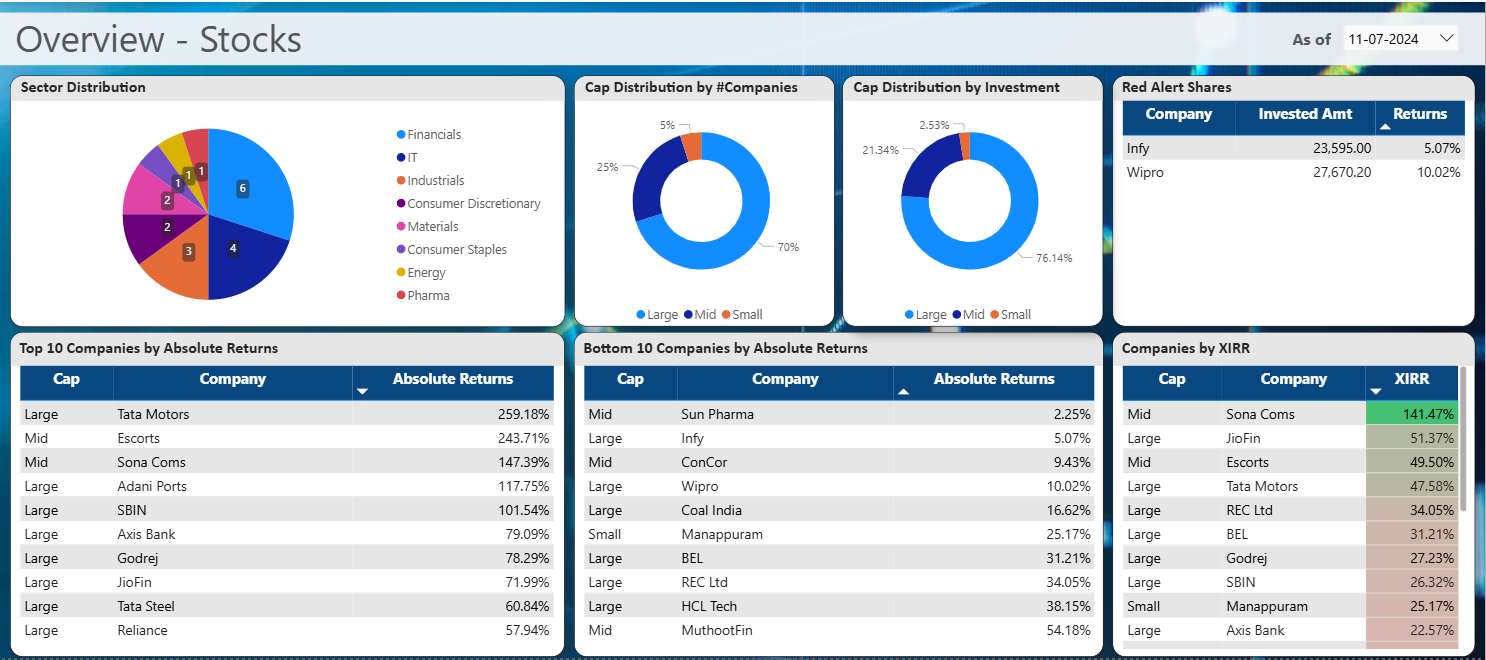 Overview - Stocks
As of 11-07-2024
Sector Distribution
6
4
3
2
2
1
1
1
Financials
IT
Industrials
Consumer Discretionary
Materials
Consumer Staples
Energy
Pharma
Cap Distribution by #Companies
5%
25%
70%
Large Mid Small
Cap Distribution by Investment
2.53%
21.34%
76.14%
Large Mid Small
Red Alert Shares
Company Invested Amt Returns
Infy 23,595.00 5.07%
Wipro 27,670.20 10.02%
Top 10 Companies by Absolute Returns
Cap Company Absolute Returns
Large Tata Motors 259.18%
Mid Escorts 243.71%
Mid Sona Coms 147.39%
Large Adani Ports 117.75%
Large SBIN 101.54%
Large Axis Bank 79.09%
Large Godrej 78.29%
Large JioFin 71.99%
Large Tata Steel 60.84%
Large Reliance 57.94%
Bottom 10 Companies by Absolute Returns
Cap Company Absolute Returns
Mid Sun Pharma 2.25%
Large Infy 5.07%
Mid ConCor 9.43%
Large Wipro 10.02%
Large Coal India 16.62%
Small Manappuram 25.17%
Large BEL 31.21%
Large REC Ltd 34.05%
Large HCL Tech 38.15%
Mid MuthootFin 54.18%
Companies by XIRR
Cap Company XIRR
Mid Sona Coms 141.47%
Large JioFin 51.37%
Mid Escorts 49.50%
Large Tata Motors 47.58%
Large REC Ltd 34.05%
Large BEL 31.21%
Large Godrej 27.23%
Large SBIN 26.32%
Small Manappuram 25.17%
Large Axis Bank 22.57%